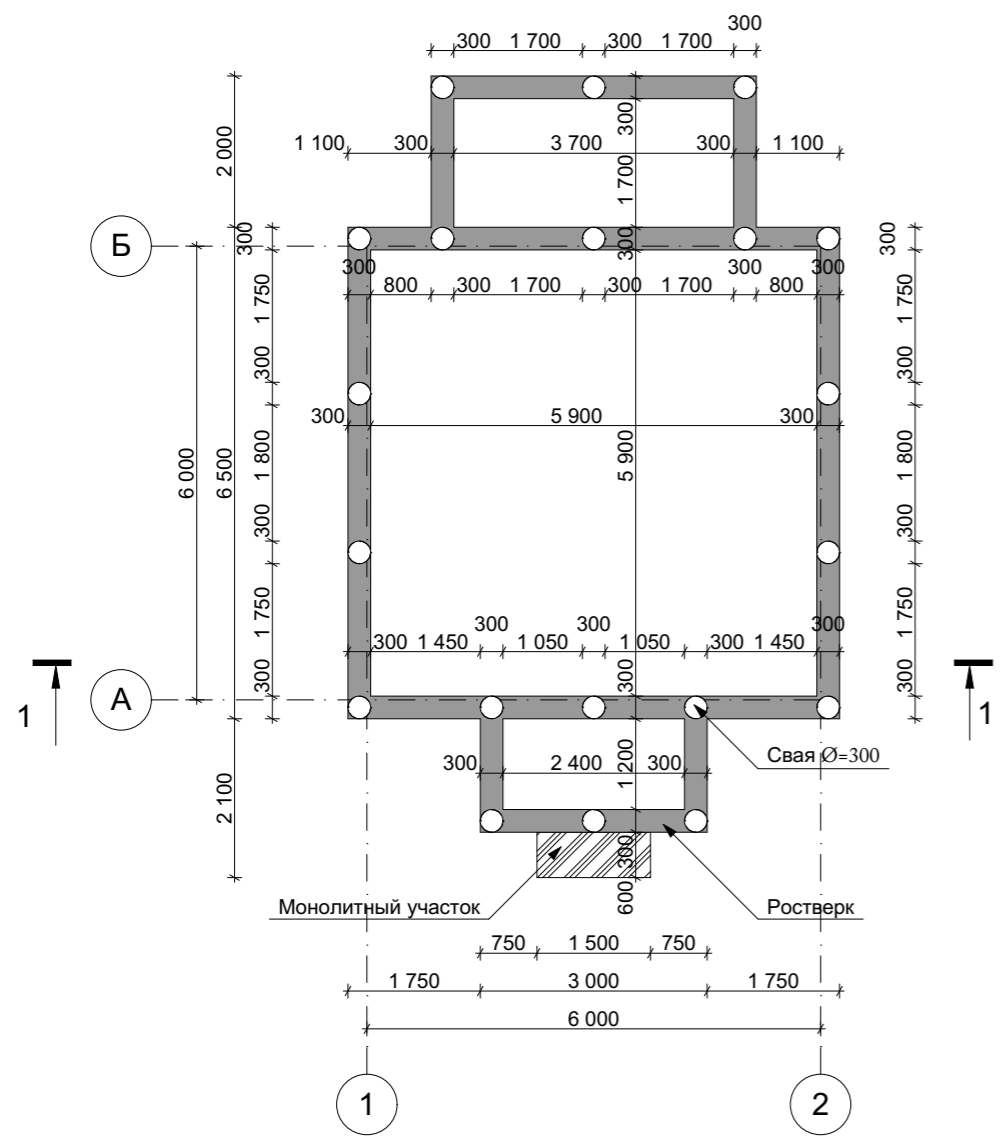 300
300 1 700 300 1 700
2 000
300
1 100 300 3 700 300 1 100
1 700
Б
300 300 300
300 300 300
800 300 1 700 300 1 700 800
1 750 1 750
300 300
300 5 900 300
6 000 6 500 1 800 5 900 1 800
300 300
1 750 1 750
300 300 300
300 1 450 1 050 1 050 300 1 450
300 300 300
1 1
А
Свая Ø=300
300 2 400 300
1 200
2 100
300
600
Монолитный участок
Ростверк
750 1 500 750
1 750 3 000 1 750
6 000
1 2